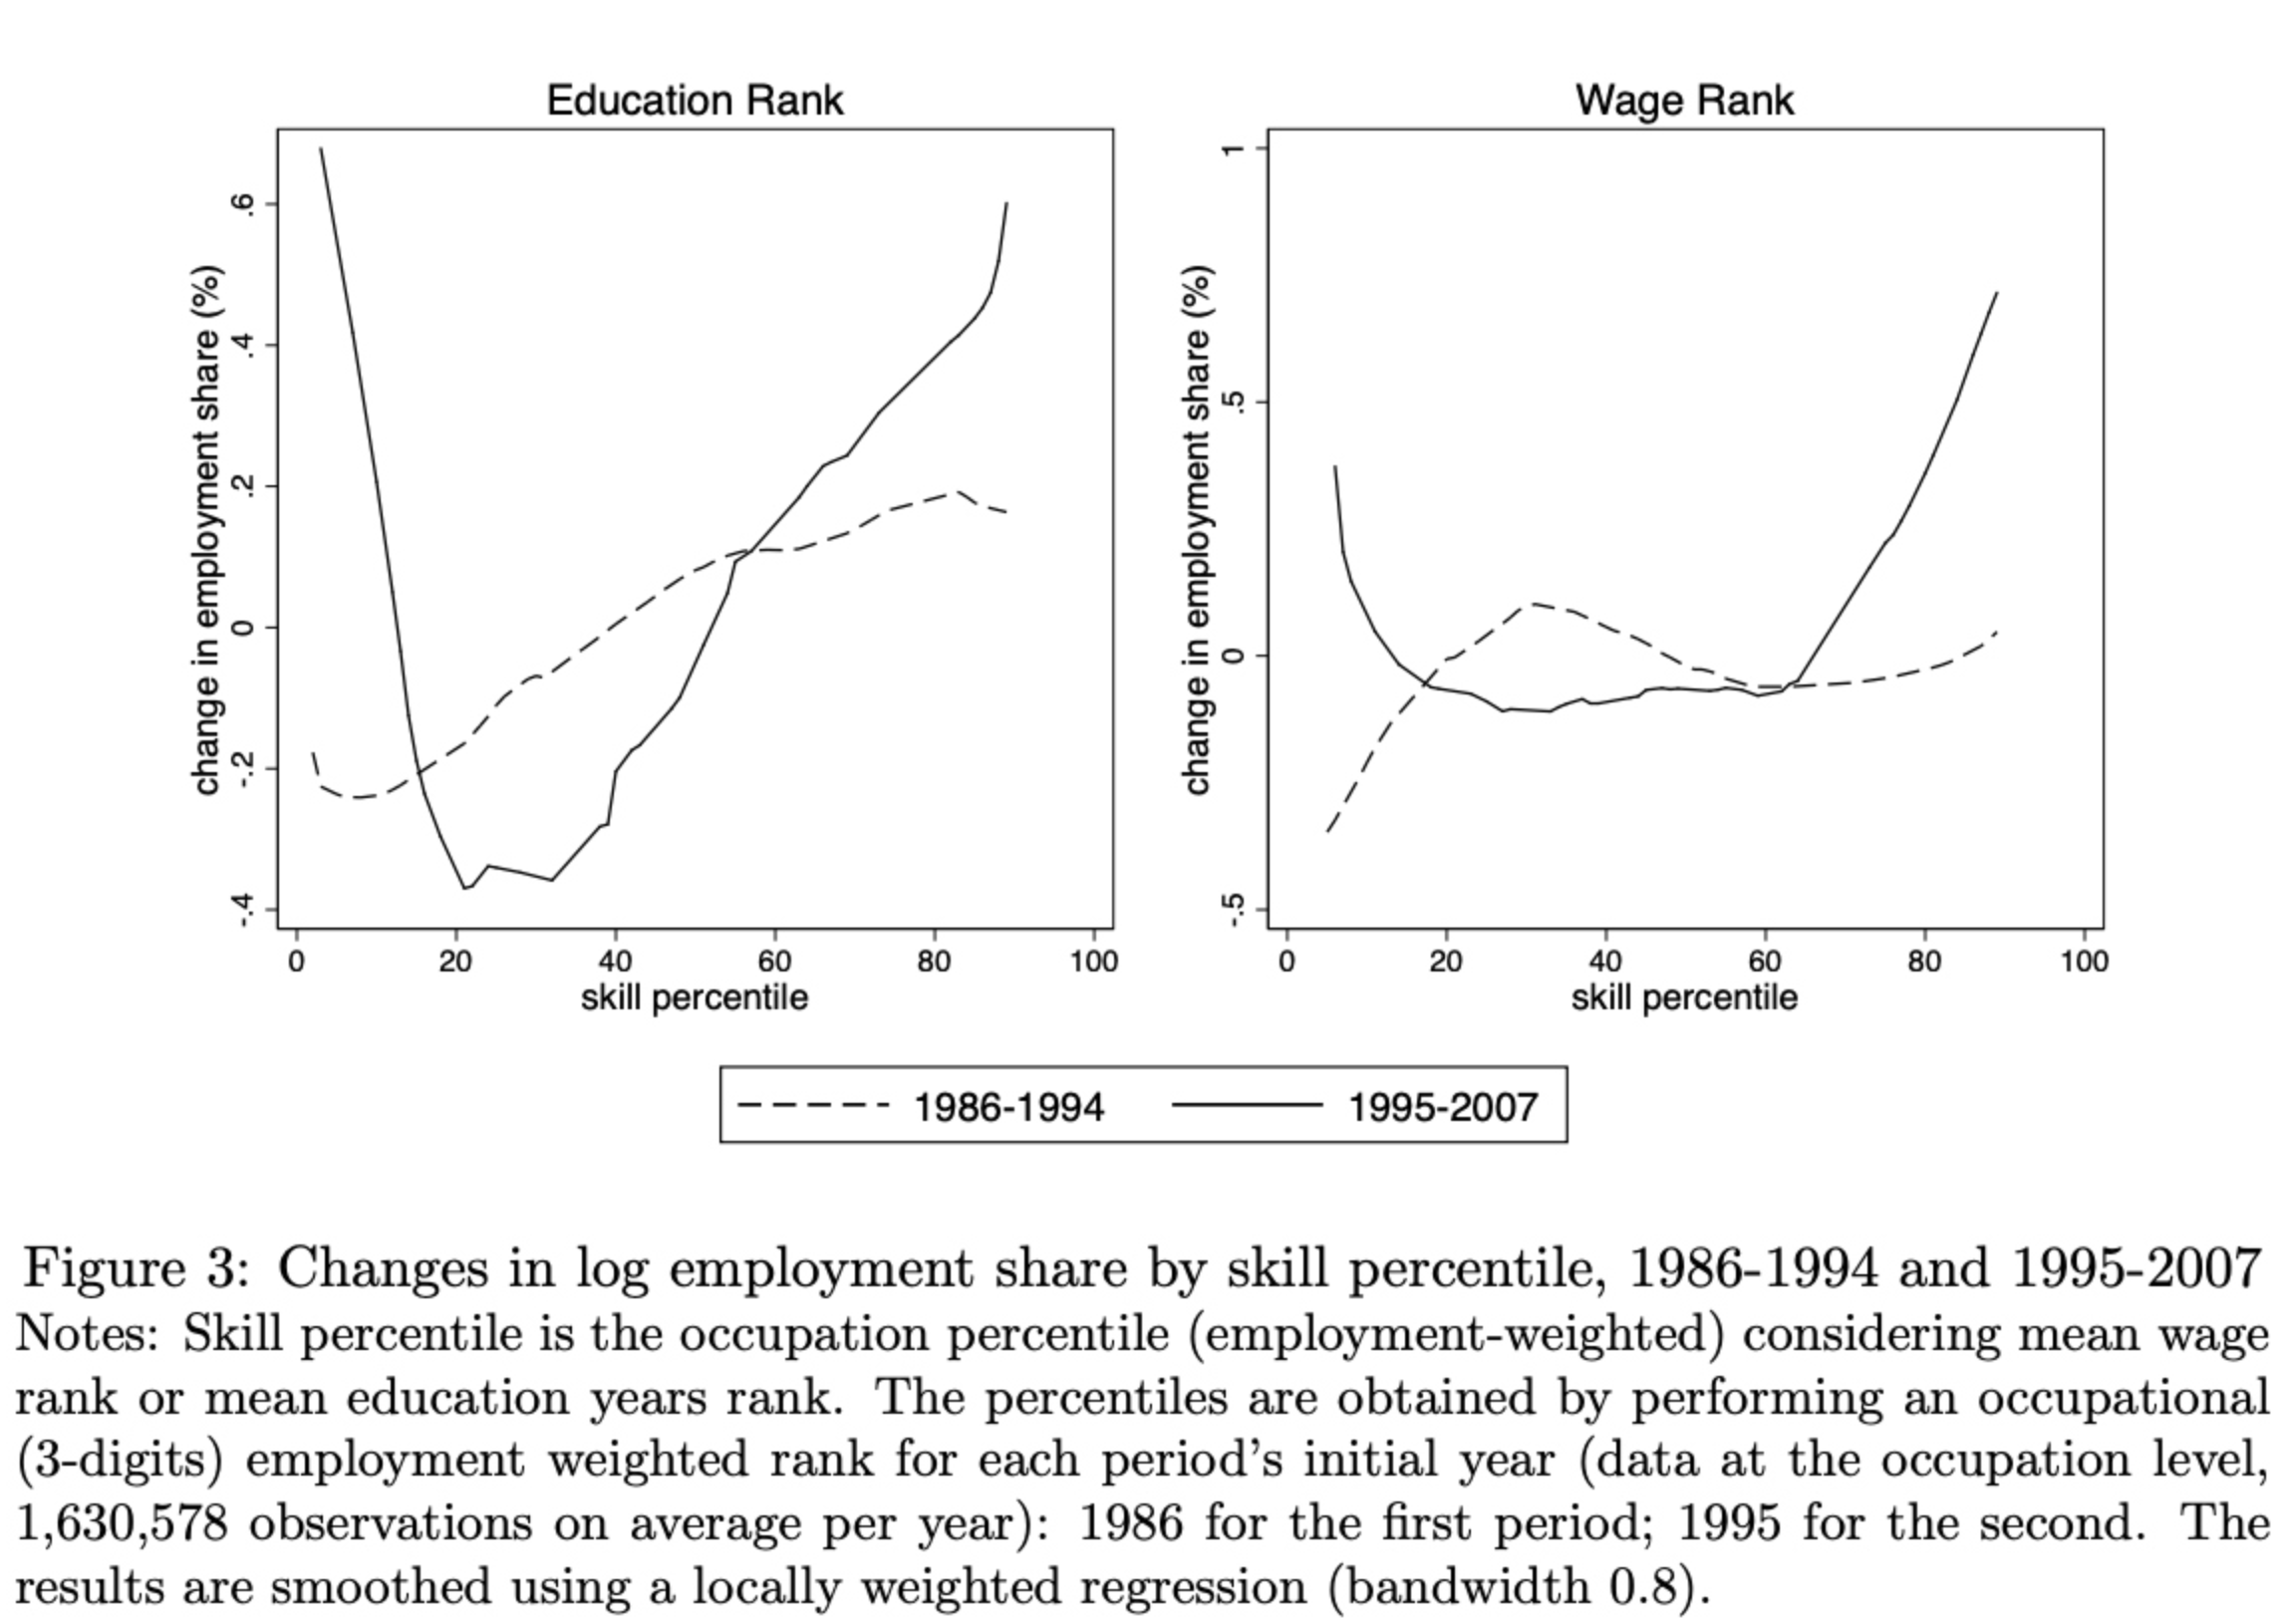 Education Rank
change in employment share (%)
.6
.4
.2
0
-.2
-.4
0 20 40 60 80 100
skill percentile
Wage Rank
change in employment share (%)
1
.5
0
-.5
0 20 40 60 80 100
skill percentile
1986-1994 1995-2007
Figure 3: Changes in log employment share by skill percentile, 1986-1994 and 1995-2007
Notes: Skill percentile is the occupation percentile (employment-weighted) considering mean wage
rank or mean education years rank. The percentiles are obtained by performing an occupational
(3-digits) employment weighted rank for each period's initial year (data at the occupation level,
1,630,578 observations on average per year): 1986 for the first period; 1995 for the second. The
results are smoothed using a locally weighted regression (bandwidth 0.8).